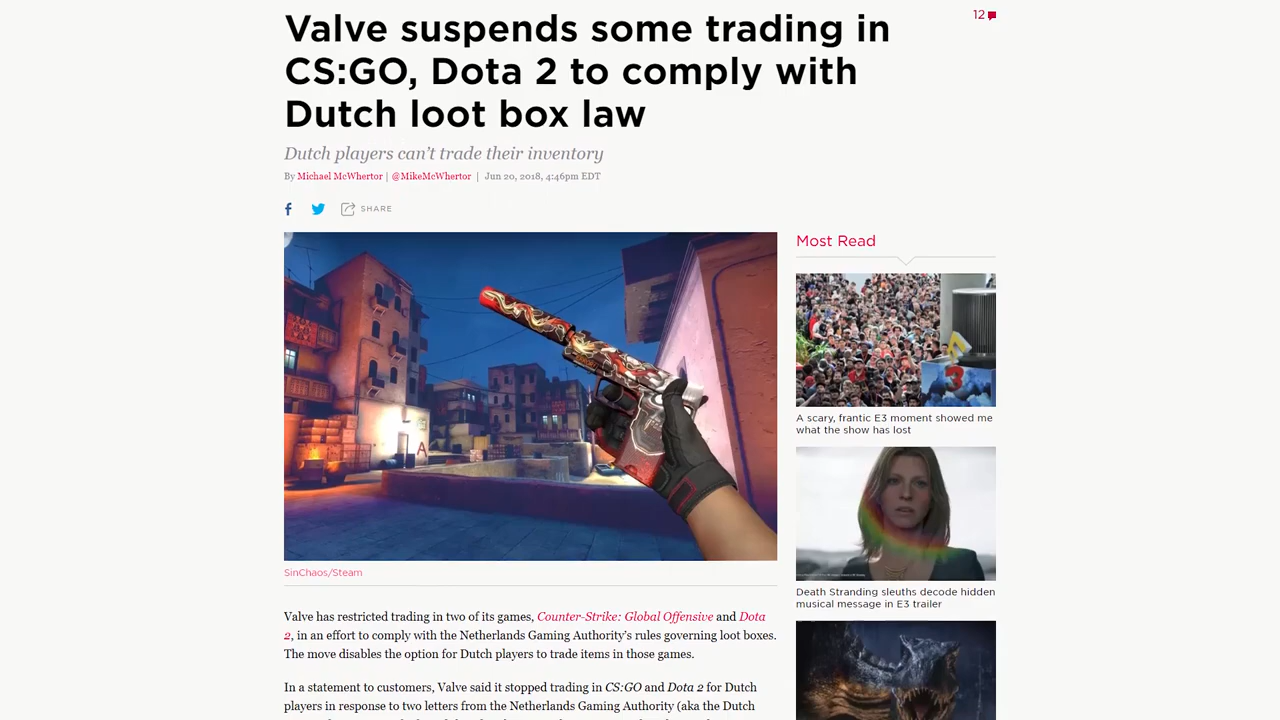 Valve suspends some trading in
CS:GO, Dota 2 to comply with
Dutch loot box law
12
Dutch players can't trade their inventory
By Michael McWhertor | @MikeMcWhertor | Jun 20, 2018, 4:46pm EDT
SHARE
A
SinChaos/Steam
Valve has restricted trading in two of its games, Counter-Strike: Global Offensive and Dota
2, in an effort to comply with the Netherlands Gaming Authority's rules governing loot boxes.
The move disables the option for Dutch players to trade items in those games.
In a statement to customers, Valve said it stopped trading in CS:GO and Dota 2 for Dutch
players in response to two letters from the Netherlands Gaming Authority (aka the Dutch
Most Read
E3
A scary, frantic E3 moment showed me
what the show has lost
Death Stranding sleuths decode hidden
musical message in E3 trailer